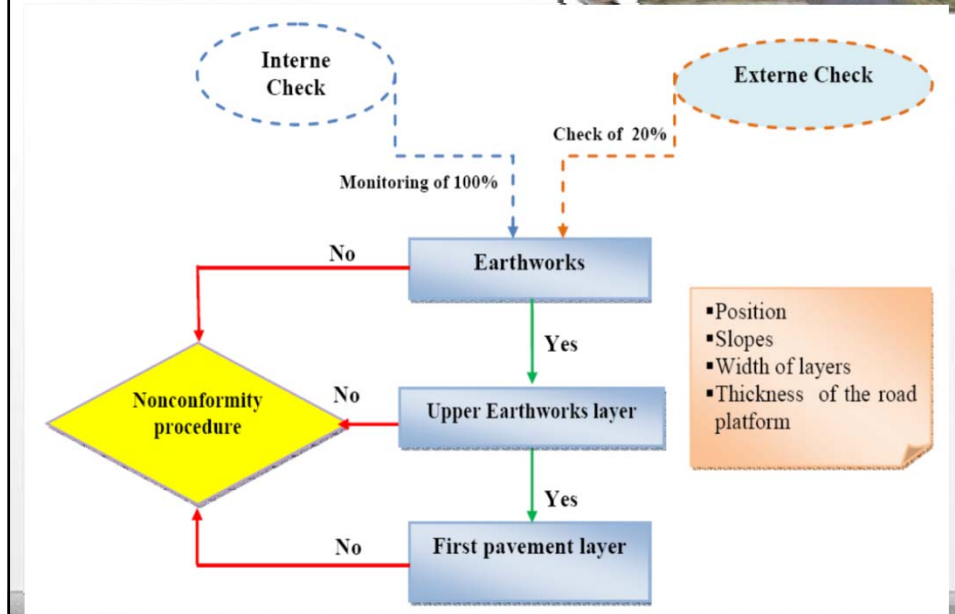 Interne
Check
Externe Check
Check of 20%
Monitoring of 100%
No
Earthworks
▪Position
▪Slopes
▪Width of layers
▪Thickness of the road
platform
Yes
Nonconformity
procedure
No
Upper Earthworks layer
Yes
No
First pavement layer